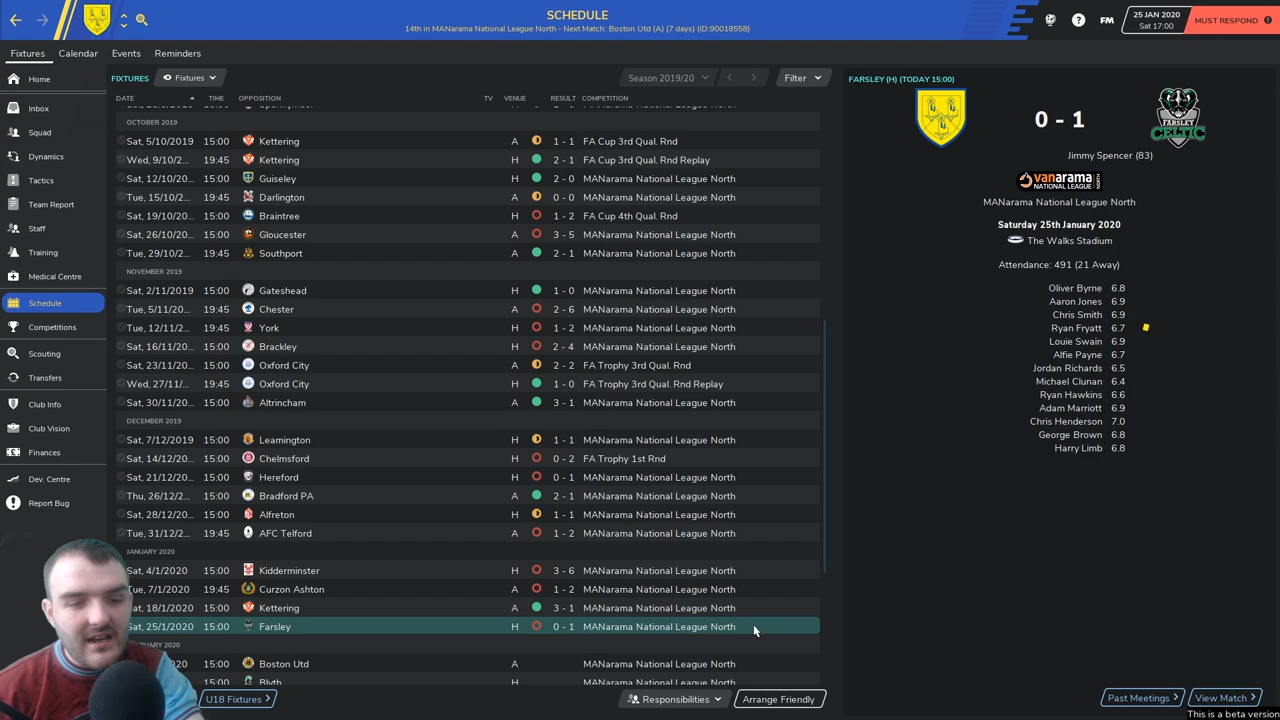 SCHEDULE
14th in MANarama National League North - Next Match: Boston Utd (A) (7 days) (ID:90018558)
FM
25 JAN 2020
Sat 17:00
MUST RESPOND
Fixtures Calendar Events Reminders
Home
Inbox
Squad
Dynamics
Tactics
Team Report
Staff
Training
Medical Centre
Schedule
Competitions
Scouting
Transfers
Club Info
Club Vision
Finances
Dev. Centre
Report Bug
FIXTURES Fixtures Season 2019/20 Filter
DATE TIME OPPOSITION TV VENUE RESULT COMPETITION
OCTOBER 2019
Sat, 5/10/2019 15:00 Kettering A 1 - 1 FA Cup 3rd Qual. Rnd
Wed, 9/10/2... 19:45 Kettering H 2 - 1 FA Cup 3rd Qual. Rnd Replay
Sat, 12/10/20... 15:00 Guiseley H 2 - 0 MANarama National League North
Tue, 15/10/2... 19:45 Darlington A 0 - 0 MANarama National League North
Sat, 19/10/20... 15:00 Braintree A 1 - 2 FA Cup 4th Qual. Rnd
Sat, 26/10/20... 15:00 Gloucester A 3 - 5 MANarama National League North
Tue, 29/10/20... 19:45 Southport A 2 - 1 MANarama National League North
NOVEMBER 2019
Sat, 2/11/2019 15:00 Gateshead H 1 - 0 MANarama National League North
Tue, 5/11/20... 19:45 Chester A 2 - 6 MANarama National League North
Tue, 12/11/2... 19:45 York H 1 - 2 MANarama National League North
Sat, 16/11/20... 15:00 Brackley H 2 - 4 MANarama National League North
Sat, 23/11/20... 15:00 Oxford City A 2 - 2 FA Trophy 3rd Qual. Rnd
Wed, 27/11/... 19:45 Oxford City H 1 - 0 FA Trophy 3rd Qual. Rnd Replay
Sat, 30/11/20... 15:00 Altrincham A 3 - 1 MANarama National League North
DECEMBER 2019
Sat, 7/12/2019 15:00 Leamington H 1 - 1 MANarama National League North
Sat, 14/12/20... 15:00 Chelmsford H 0 - 2 FA Trophy 1st Rnd
Sat, 21/12/20... 15:00 Hereford H 0 - 1 MANarama National League North
Thu, 26/12/2... 15:00 Bradford PA A 2 - 1 MANarama National League North
Sat, 28/12/20... 15:00 Alfreton H 1 - 1 MANarama National League North
Tue, 31/12/2... 19:45 AFC Telford A 1 - 2 MANarama National League North
JANUARY 2020
Sat, 4/1/2020 15:00 Kidderminster H 3 - 6 MANarama National League North
Tue, 7/1/2020 19:45 Curzon Ashton A 1 - 2 MANarama National League North
Sat, 18/1/2020 15:00 Kettering A 3 - 1 MANarama National League North
Sat, 25/1/2020 15:00 Farsley H 0 - 1 MANarama National League North
2020
15:00 Boston Utd A MANarama National League North
15:00 Blyth H MANarama National League North
U18 Fixtures Responsibilities Arrange Friendly
FARSLEY (H) (TODAY 15:00)
0 - 1
FARSLEY
CELTIC
Jimmy Spencer (83)
vanarama
NATIONAL LEAGUE
NORTH
MANarama National League North
Saturday 25th January 2020
The Walks Stadium
Attendance: 491 (21 Away)
Oliver Byrne 6.8
Aaron Jones 6.9
Chris Smith 6.9
Ryan Fryatt 6.7
Louie Swain 6.9
Alfie Payne 6.7
Jordan Richards 6.5
Michael Clunan 6.4
Ryan Hawkins 6.6
Adam Marriott 6.9
Chris Henderson 7.0
George Brown 6.8
Harry Limb 6.8
Past Meetings View Match
This is a beta version